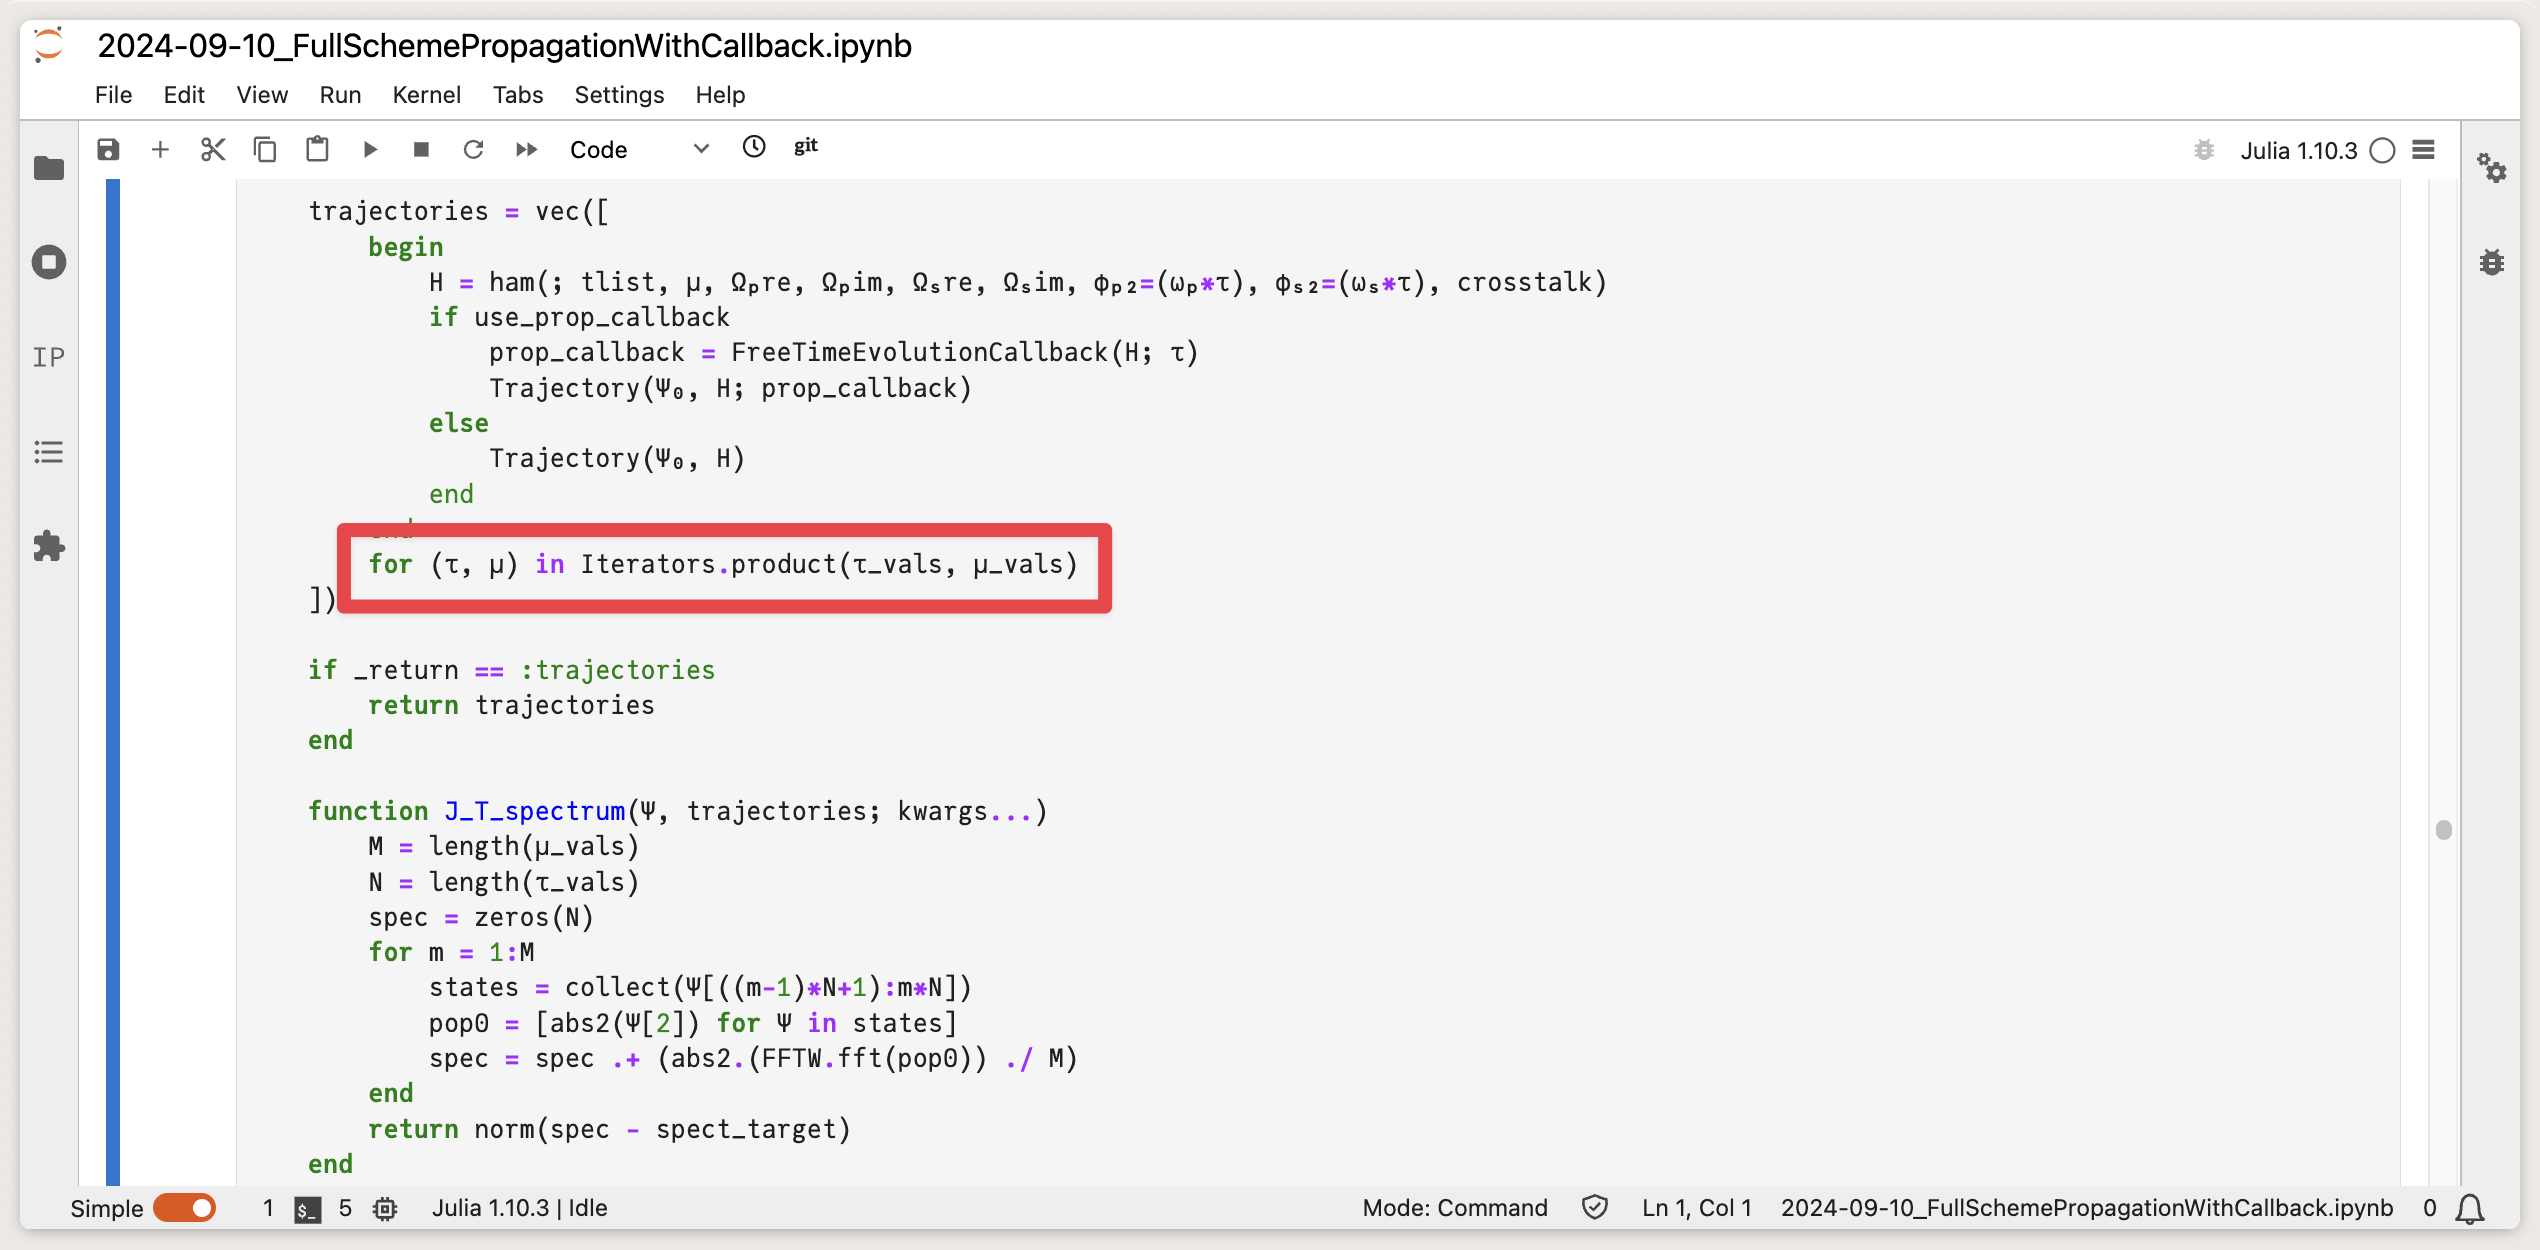 2024-09-10_FullSchemePropagationWithCallback.ipynb
File Edit View Run Kernel Tabs Settings Help
Code git Julia 1.10.3
IP
trajectories = vec([
begin
H = ham(; tlist, μ, Ωₚre, Ωₚim, Ωₛre, Ωₛim, ϕₚ₂=(ωₚ*τ), ϕₛ₂=(ωₛ*τ), crosstalk)
if use_prop_callback
prop_callback = FreeTimeEvolutionCallback(H; τ)
Trajectory(Ψ₀, H; prop_callback)
else
Trajectory(Ψ₀, H)
end
for (τ, μ) in Iterators.product(τ_vals, μ_vals)
])
if _return == :trajectories
return trajectories
end
function J_T_spectrum(Ψ, trajectories; kwargs...)
M = length(μ_vals)
N = length(τ_vals)
spec = zeros(N)
for m = 1:M
states = collect(Ψ[((m-1)*N+1):m*N])
pop0 = [abs2(Ψ[2]) for Ψ in states]
spec = spec .+ (abs2.(FFTW.fft(pop0)) ./ M)
end
return norm(spec - spect_target)
end
Simple 1 $_ 5 Julia 1.10.3 | Idle Mode: Command Ln 1, Col 1 2024-09-10_FullSchemePropagationWithCallback.ipynb 0